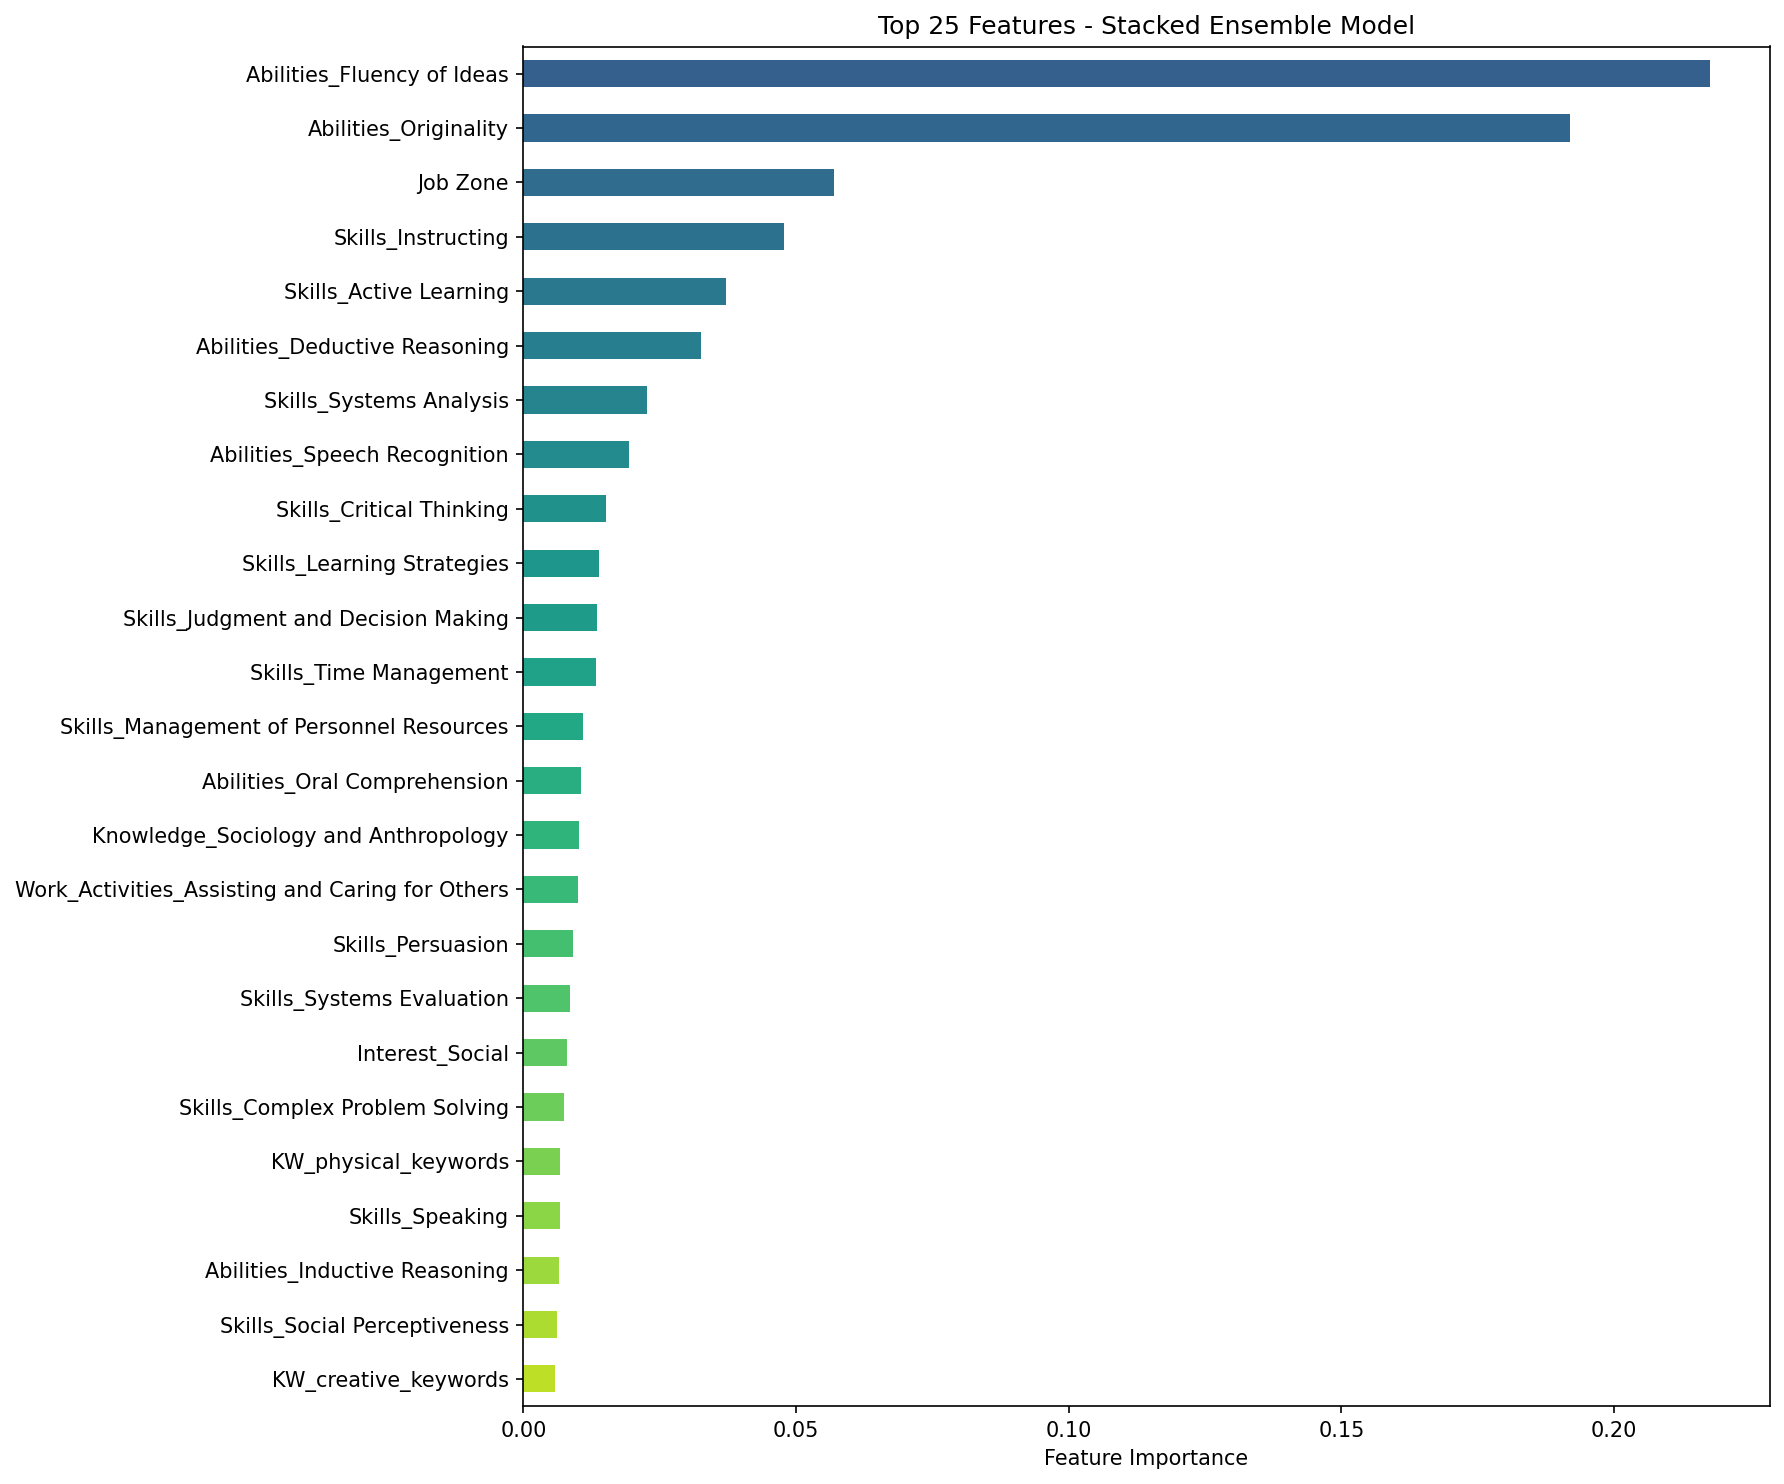 Top 25 Features - Stacked Ensemble Model
Abilities_Fluency of Ideas
Abilities_Originality
Job Zone
Skills_Instructing
Skills_Active Learning
Abilities_Deductive Reasoning
Skills_Systems Analysis
Abilities_Speech Recognition
Skills_Critical Thinking
Skills_Learning Strategies
Skills_Judgment and Decision Making
Skills_Time Management
Skills_Management of Personnel Resources
Abilities_Oral Comprehension
Knowledge_Sociology and Anthropology
Work_Activities_Assisting and Caring for Others
Skills_Persuasion
Skills_Systems Evaluation
Interest_Social
Skills_Complex Problem Solving
KW_physical_keywords
Skills_Speaking
Abilities_Inductive Reasoning
Skills_Social Perceptiveness
KW_creative_keywords
0.00 0.05 0.10 0.15 0.20
Feature Importance